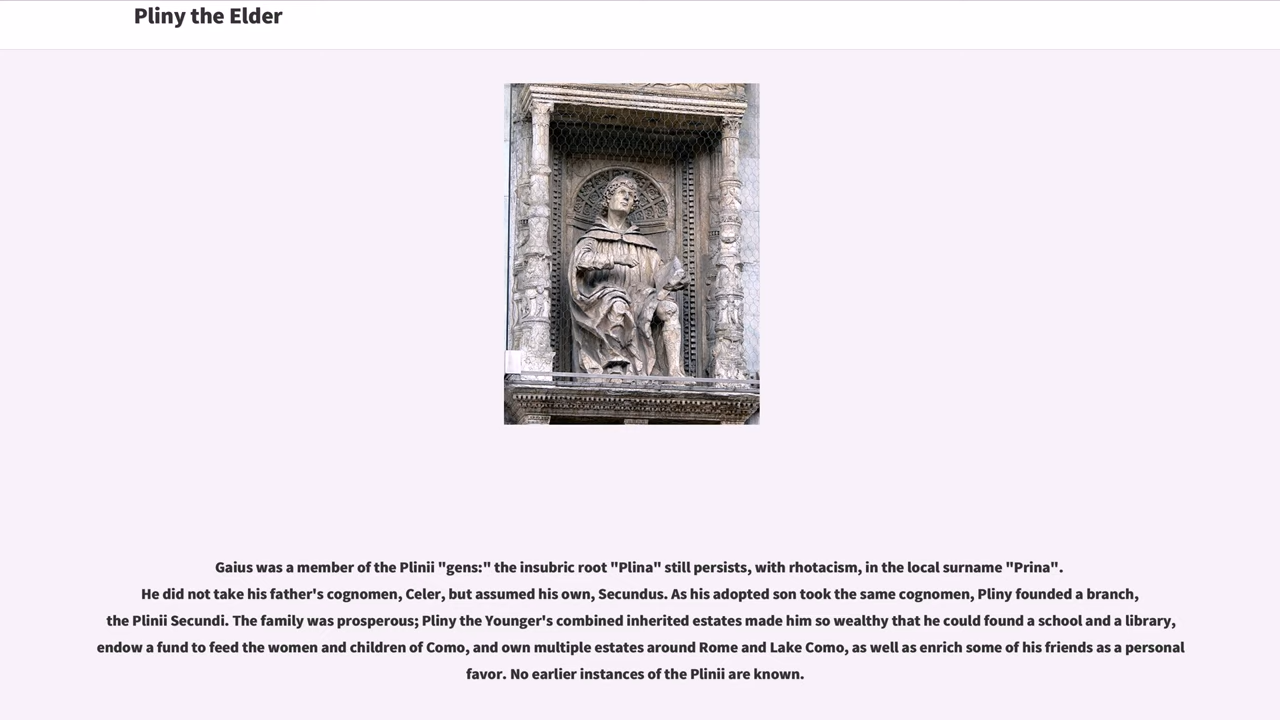 Pliny the Elder
Gaius was a member of the Plinii "gens:" the insubric root "Plina" still persists, with rhotacism, in the local surname "Prina".
He did not take his father's cognomen, Celer, but assumed his own, Secundus. As his adopted son took the same cognomen, Pliny founded a branch,
the Plinii Secundi. The family was prosperous; Pliny the Younger's combined inherited estates made him so wealthy that he could found a school and a library,
endow a fund to feed the women and children of Como, and own multiple estates around Rome and Lake Como, as well as enrich some of his friends as a personal
favor. No earlier instances of the Plinii are known.